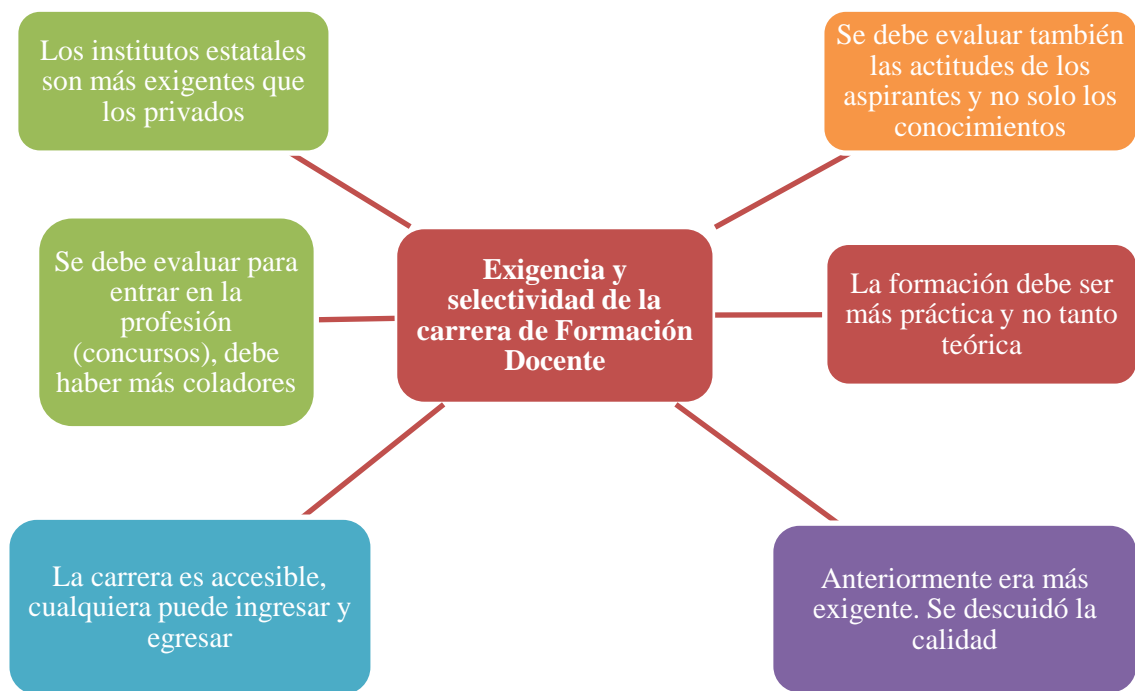 Los institutos estatales
son más exigentes que
los privados
Se debe evaluar también
las actitudes de los
aspirantes y no solo los
conocimientos
Se debe evaluar para
entrar en la
profesión
(concursos), debe
haber más coladores
Exigencia y
selectividad de la
carrera de Formación
Docente
La formación debe ser
más práctica y no tanto
teórica
La carrera es accesible,
cualquiera puede ingresar y
egresar
Anteriormente era más
exigente. Se descuidó la
calidad